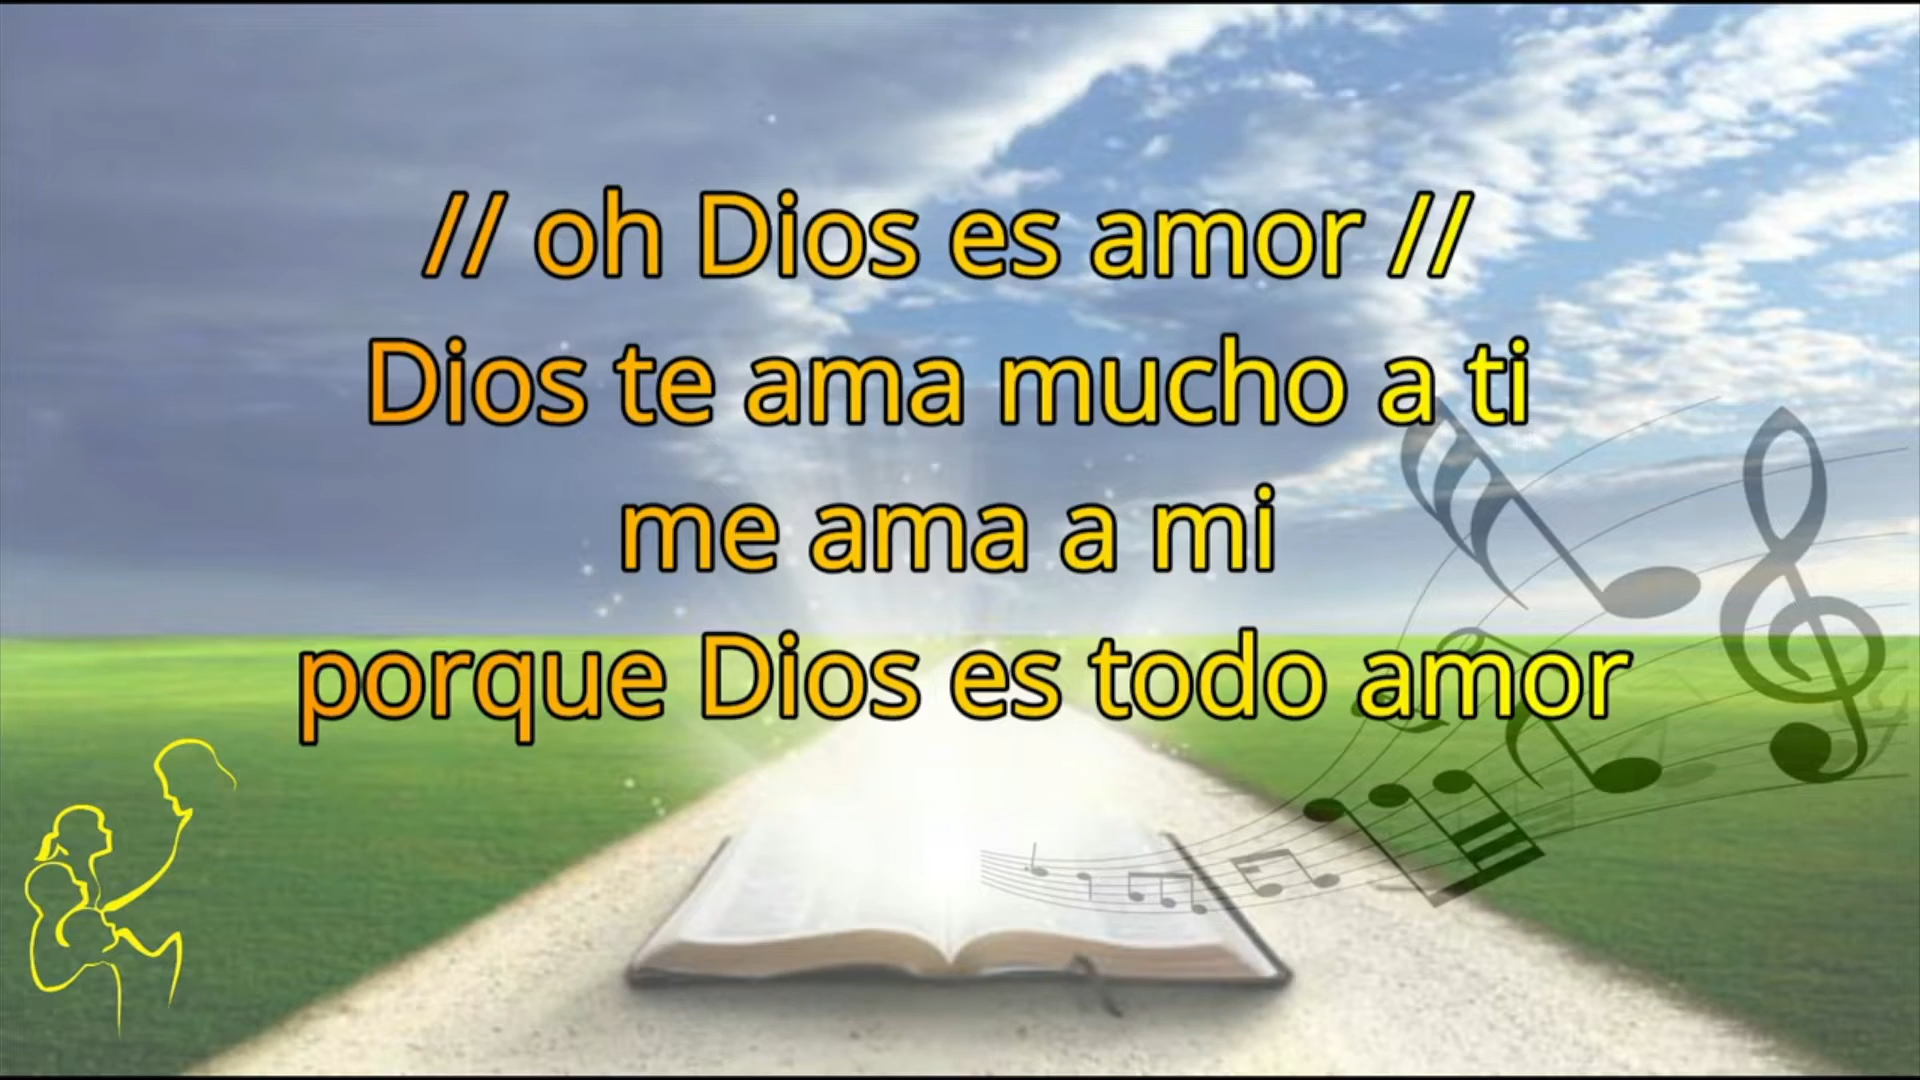 // oh Dios es amor //
Dios te ama mucho a ti
me ama a mi
porque Dios es todo amor